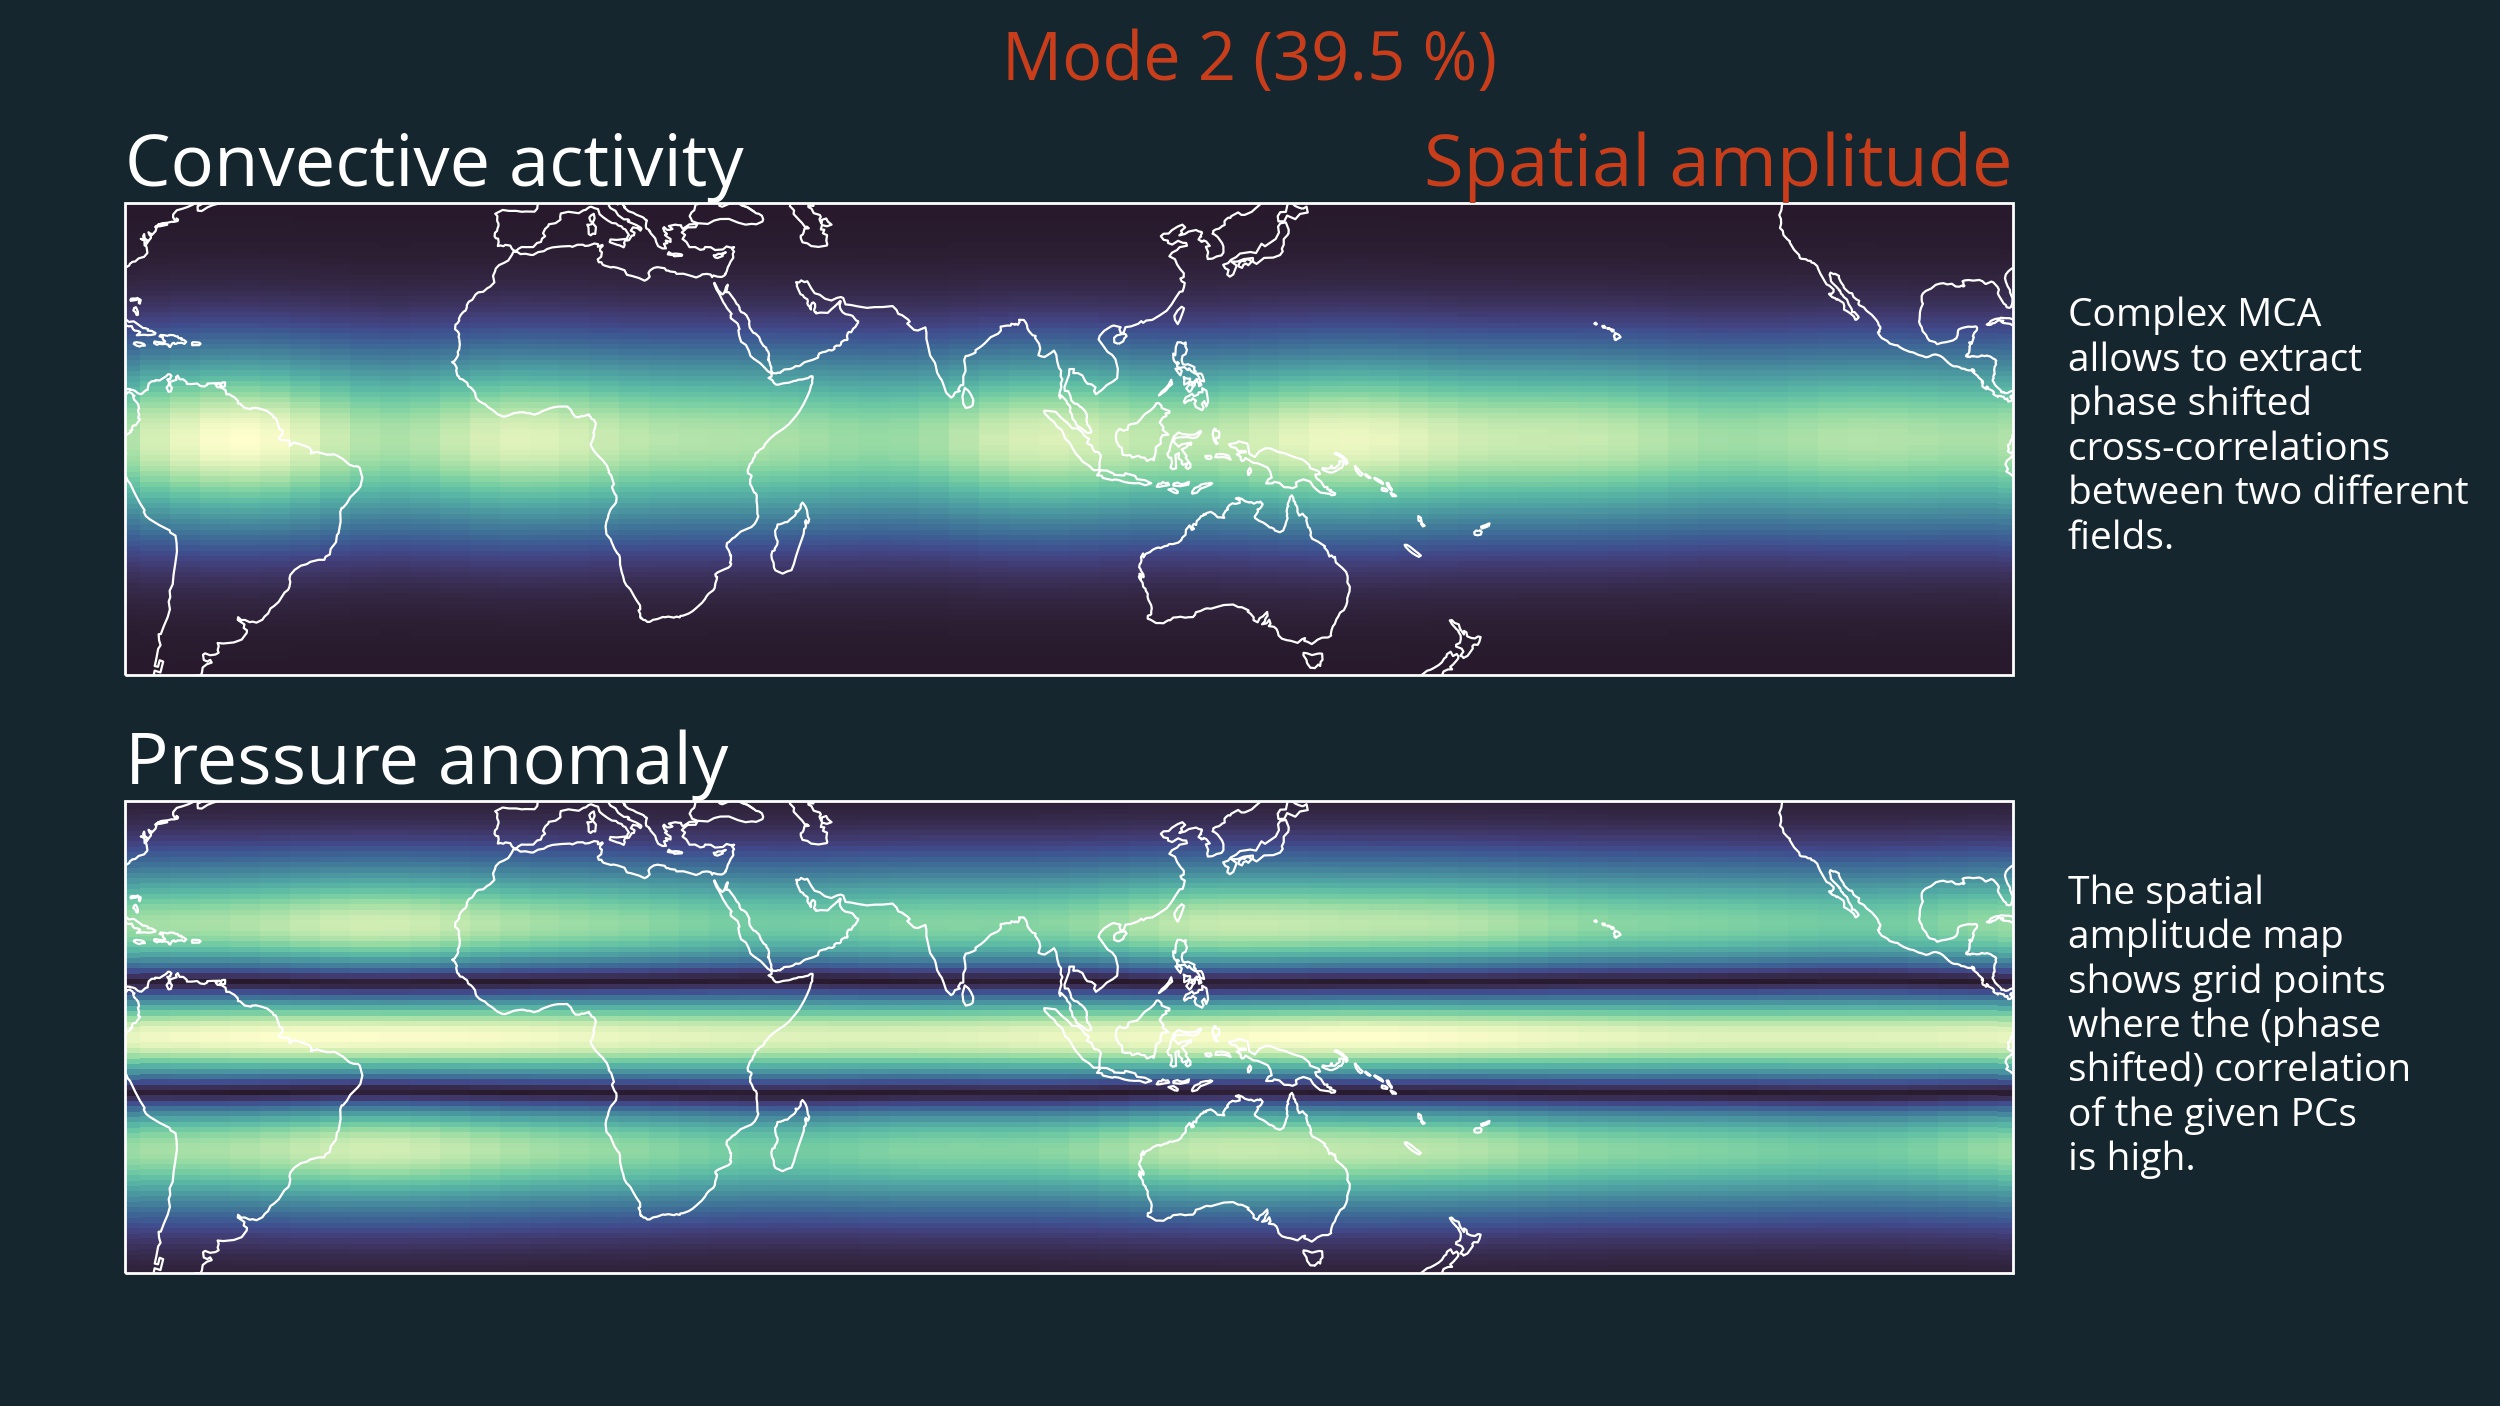 Mode 2 (39.5 %)
Convective activity
Spatial amplitude
Complex MCA
allows to extract
phase shifted
cross-correlations
between two different
fields.
Pressure anomaly
The spatial
amplitude map
shows grid points
where the (phase
shifted) correlation
of the given PCs
is high.